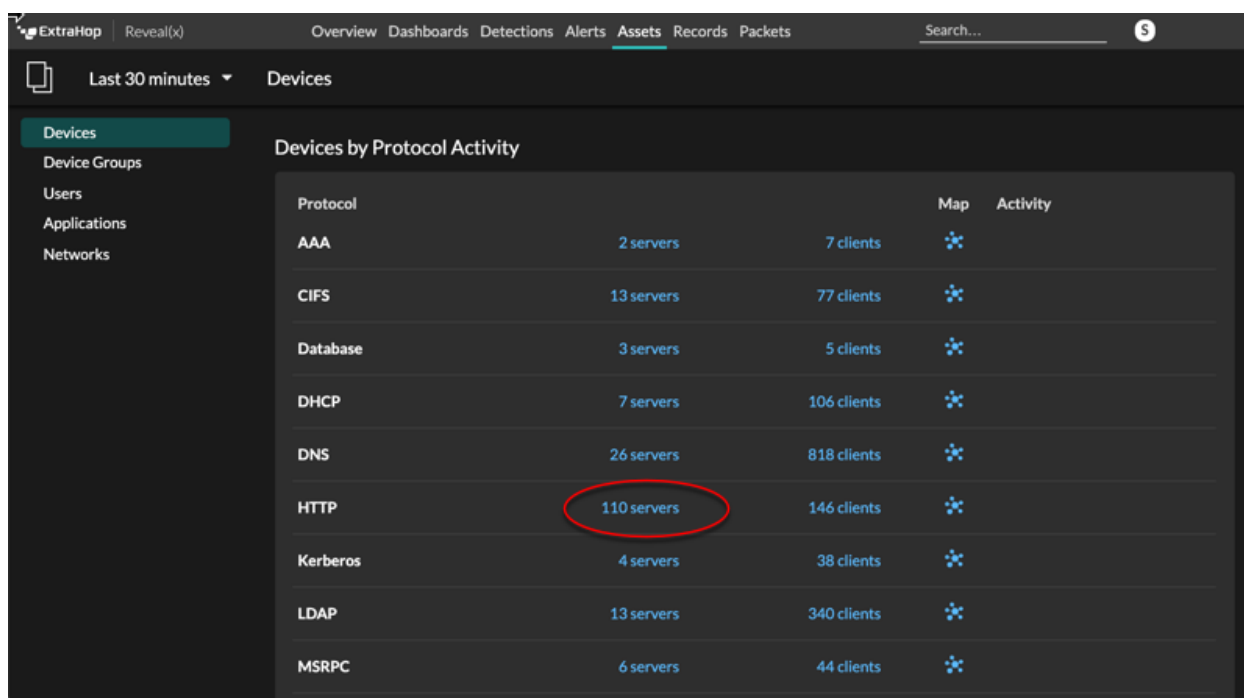 ExtraHop Reveal(x) Overview Dashboards Detections Alerts Assets Records Packets Search... S
Last 30 minutes Devices
Devices
Device Groups
Users
Applications
Networks
Devices by Protocol Activity
Protocol Map Activity
AAA 2 servers 7 clients
CIFS 13 servers 77 clients
Database 3 servers 5 clients
DHCP 7 servers 106 clients
DNS 26 servers 818 clients
HTTP 110 servers 146 clients
Kerberos 4 servers 38 clients
LDAP 13 servers 340 clients
MSRPC 6 servers 44 clients